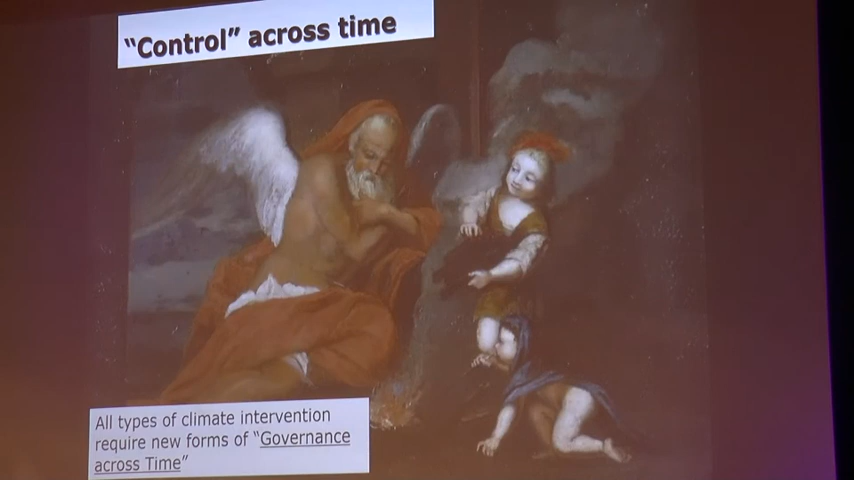 "Control" across time
All types of climate intervention
require new forms of "Governance
across Time"